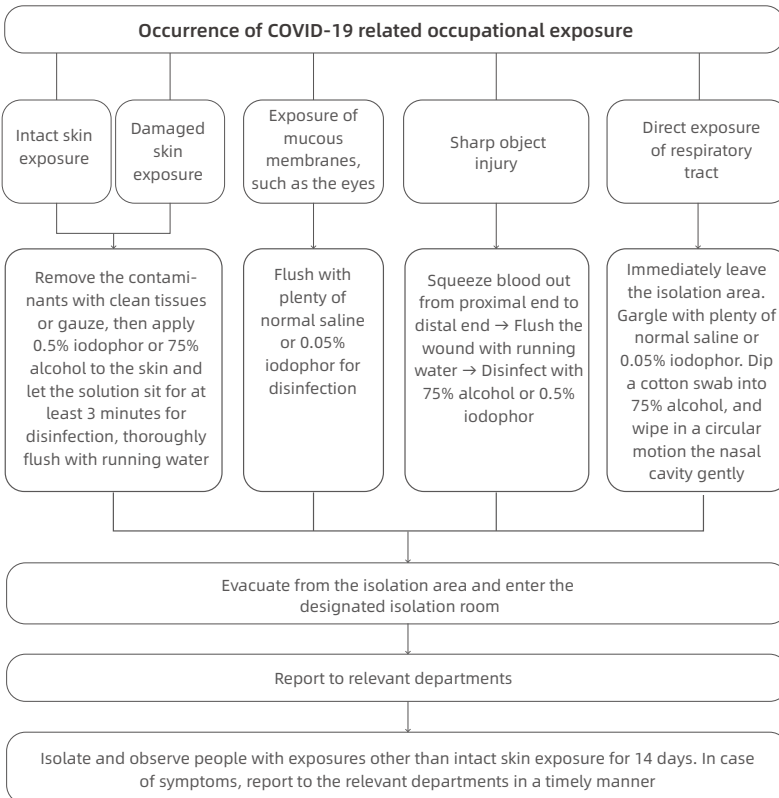 Occurrence of COVID-19 related occupational exposure
Intact skin
exposure
Damaged
skin
exposure
Exposure of
mucous
membranes,
such as the eyes
Sharp object
injury
Direct exposure
of respiratory
tract
Remove the contami-
nants with clean tissues
or gauze, then apply
0.5% iodophor or 75%
alcohol to the skin and
let the solution sit for at
least 3 minutes for
disinfection, thoroughly
flush with running water
Flush with
plenty of
normal saline
or 0.05%
iodophor for
disinfection
Squeeze blood out
from proximal end to
distal end → Flush the
wound with running
water → Disinfect with
75% alcohol or 0.5%
iodophor
Immediately leave
the isolation area.
Gargle with plenty of
normal saline or
0.05% iodophor. Dip
a cotton swab into
75% alcohol, and
wipe in a circular
motion the nasal
cavity gently
Evacuate from the isolation area and enter the
designated isolation room
Report to relevant departments
Isolate and observe people with exposures other than intact skin exposure for 14 days. In case
of symptoms, report to the relevant departments in a timely manner